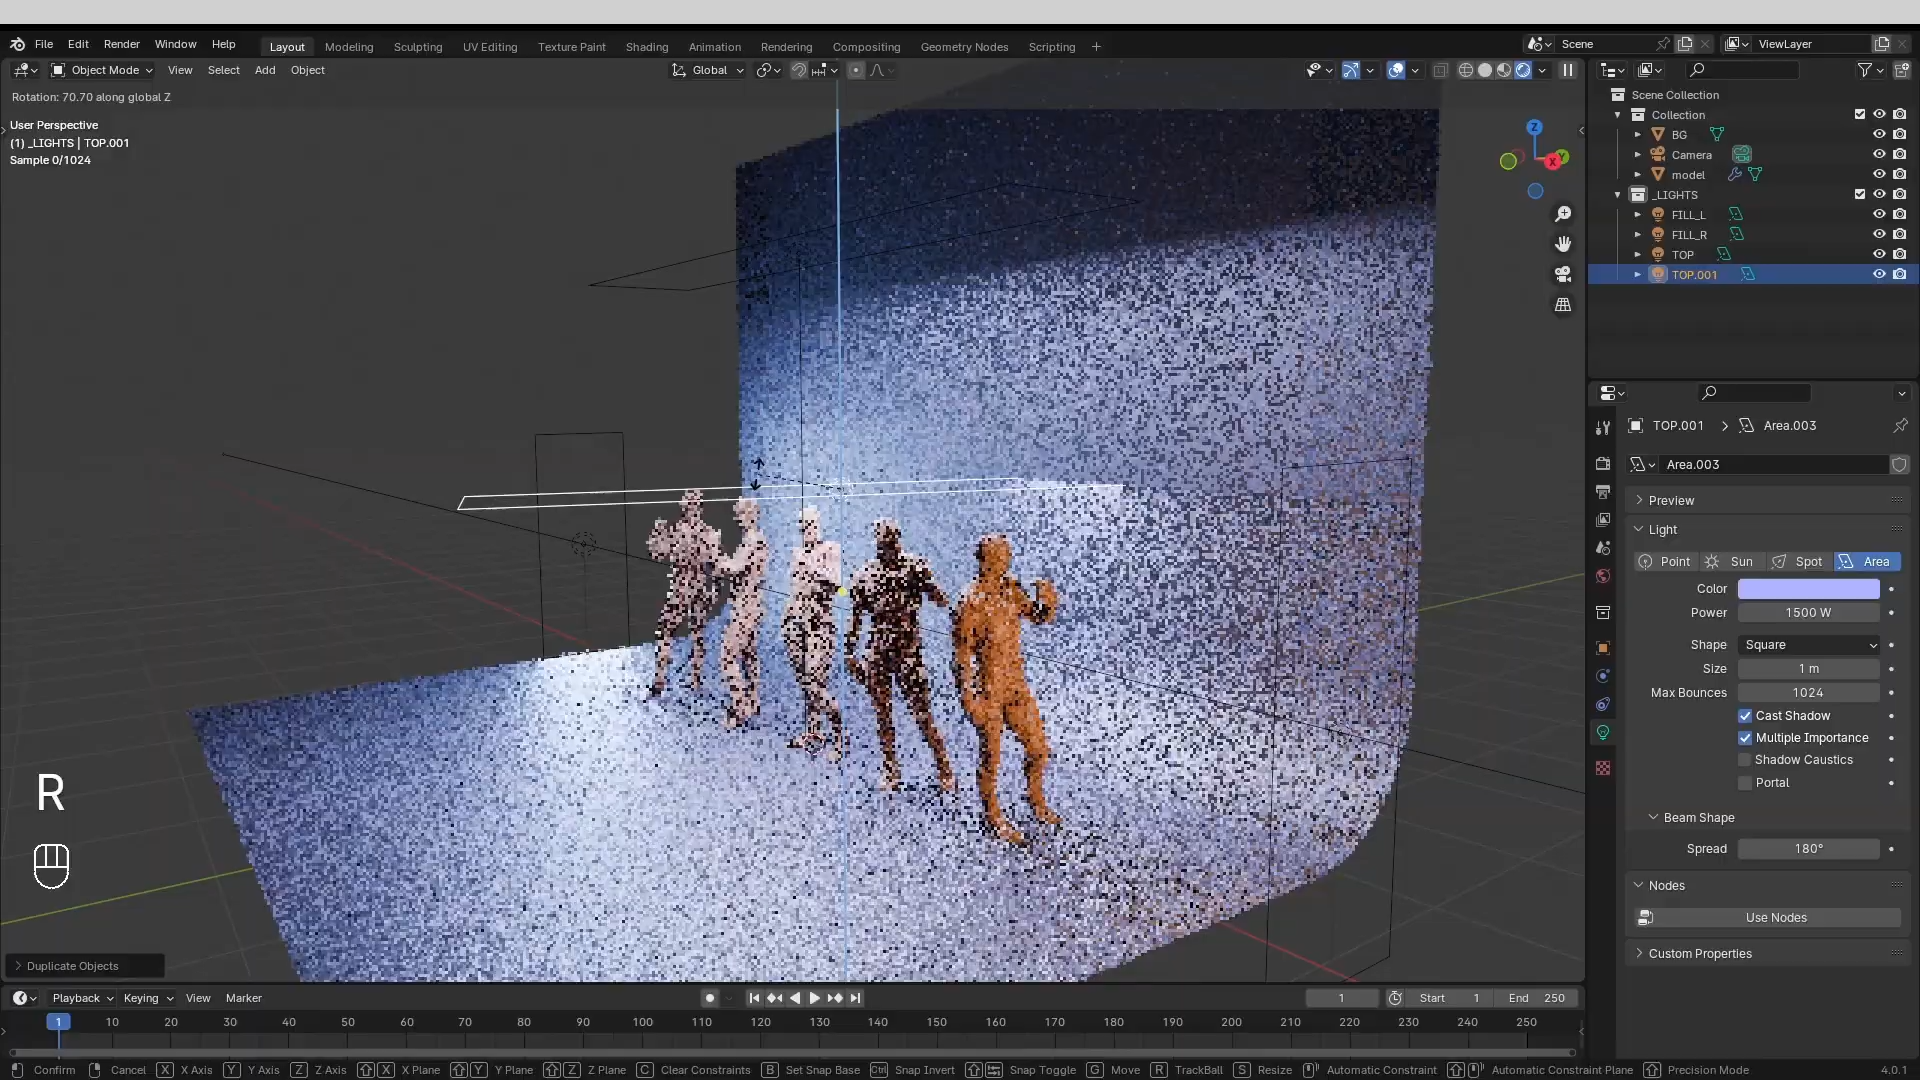 File Edit Render Window Help Layout Modeling Sculpting UV Editing Texture Paint Shading Animation Rendering Compositing Geometry Nodes Scripting + Scene ViewLayer
Object Mode View Select Add Object Global
Rotation: 70.70 along global Z
User Perspective
(1) _LIGHTS | TOP.001
Sample 0/1024
Z
X
Y
R
Duplicate Objects
Scene Collection
Collection
BG
Camera
model
_LIGHTS
FILL_L
FILL_R
TOP
TOP.001
TOP.001 > Area.003
Area.003
Preview
Light
Point Sun Spot Area
Color
Power 1500 W
Shape Square
Size 1 m
Max Bounces 1024
Cast Shadow
Multiple Importance
Shadow Caustics
Portal
Beam Shape
Spread 180°
Nodes
Use Nodes
Custom Properties
Playback Keying View Marker 1 Start 1 End 250
1 10 20 30 40 50 60 70 80 90 100 110 120 130 140 150 160 170 180 190 200 210 220 230 240 250
Confirm Cancel X X Axis Y Y Axis Z Z Axis X X Plane Y Y Plane Z Z Plane C Clear Constraints B Set Snap Base Ctrl Snap Invert Snap Toggle G Move R TrackBall S Resize Automatic Constraint Automatic Constraint Plane Precision Mode 4.0.1